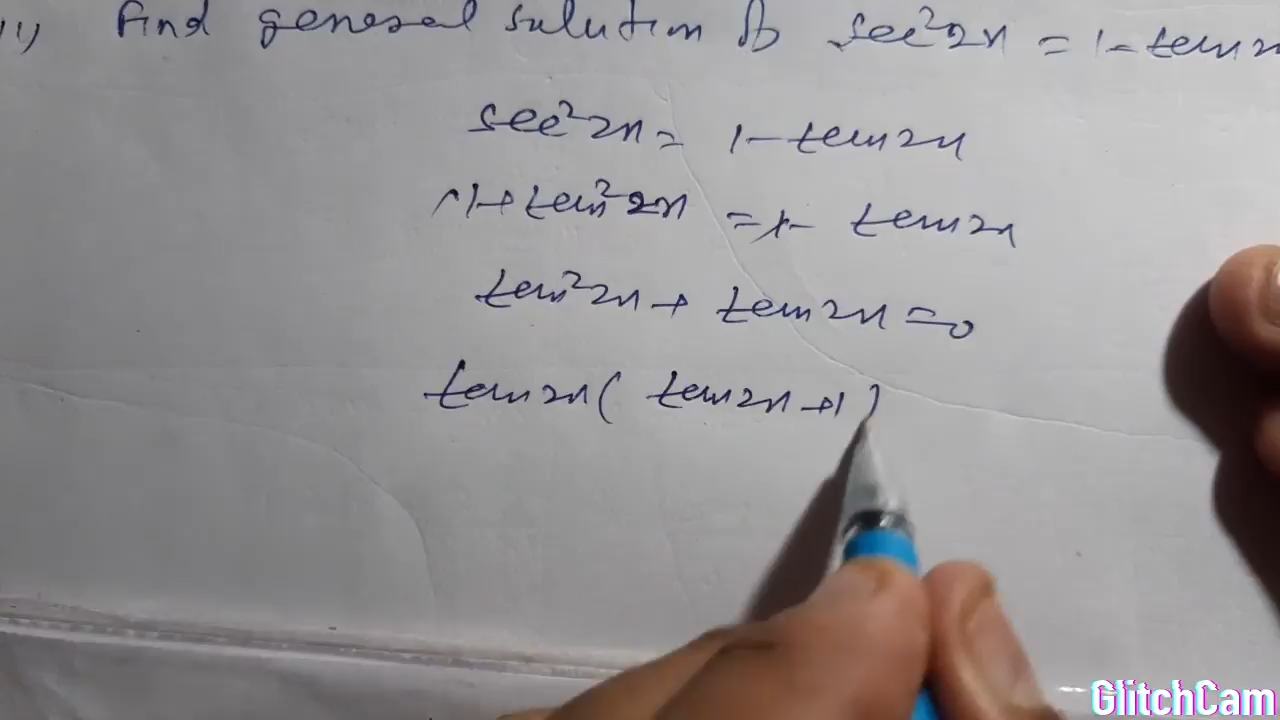 11) Find general solution of sec²2x = 1 - tan2x
sec²2x = 1 - tan2x
1 + tan²2x = 1 - tan2x
tan²2x + tan2x = 0
tan2x ( tan2x + 1 )
GlitchCam